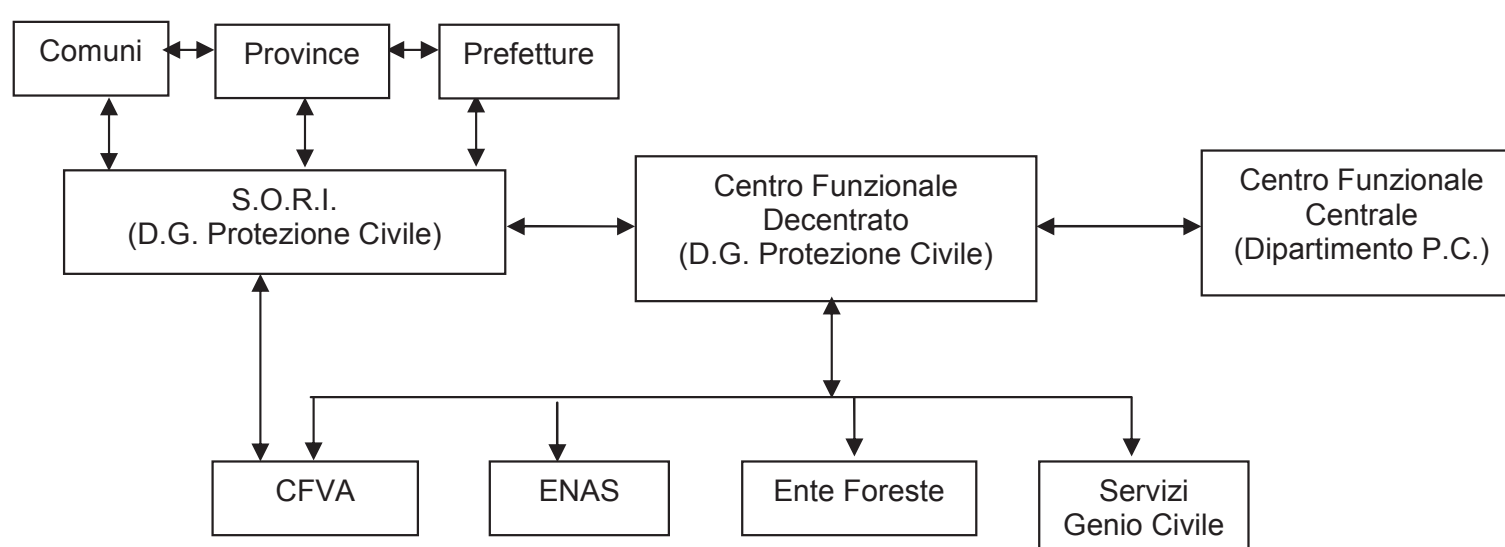 Comuni
Province
Prefetture
S.O.R.I.
(D.G. Protezione Civile)
Centro Funzionale
Decentrato
(D.G. Protezione Civile)
Centro Funzionale
Centrale
(Dipartimento P.C.)
CFVA
ENAS
Ente Foreste
Servizi
Genio Civile